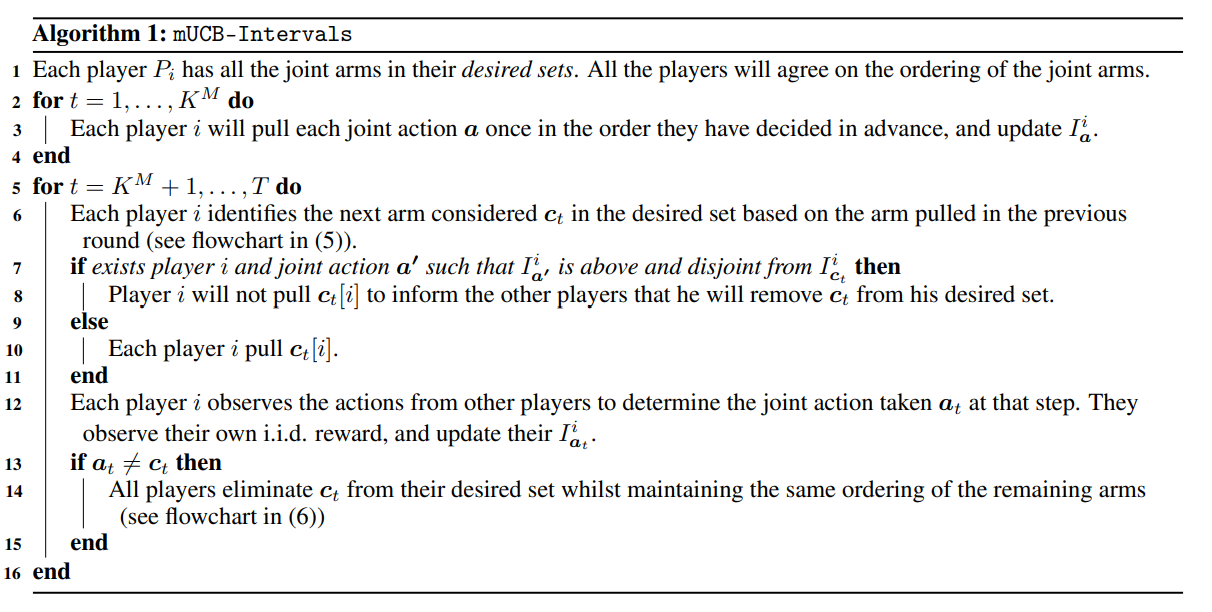 Algorithm 1: mUCB-Intervals
1 Each player $P_i$ has all the joint arms in their desired sets. All the players will agree on the ordering of the joint arms.
2 for $t = 1, \ldots, K^M$ do
3 Each player $i$ will pull each joint action $\boldsymbol{a}$ once in the order they have decided in advance, and update $I^i_{\boldsymbol{a}}$.
4 end
5 for $t = K^M + 1, \ldots, T$ do
6 Each player $i$ identifies the next arm considered $\boldsymbol{c}_t$ in the desired set based on the arm pulled in the previous
round (see flowchart in (5)).
7 if exists player $i$ and joint action $\boldsymbol{a'}$ such that $I^i_{\boldsymbol{a'}}$ is above and disjoint from $I^i_{\boldsymbol{c}_t}$ then
8 Player $i$ will not pull $\boldsymbol{c}_t[i]$ to inform the other players that he will remove $\boldsymbol{c}_t$ from his desired set.
9 else
10 Each player $i$ pull $\boldsymbol{c}_t[i]$.
11 end
12 Each player $i$ observes the actions from other players to determine the joint action taken $\boldsymbol{a}_t$ at that step. They
observe their own i.i.d. reward, and update their $I^i_{\boldsymbol{a}_t}$.
13 if $\boldsymbol{a}_t \neq \boldsymbol{c}_t$ then
14 All players eliminate $\boldsymbol{c}_t$ from their desired set whilst maintaining the same ordering of the remaining arms
(see flowchart in (6))
15 end
16 end